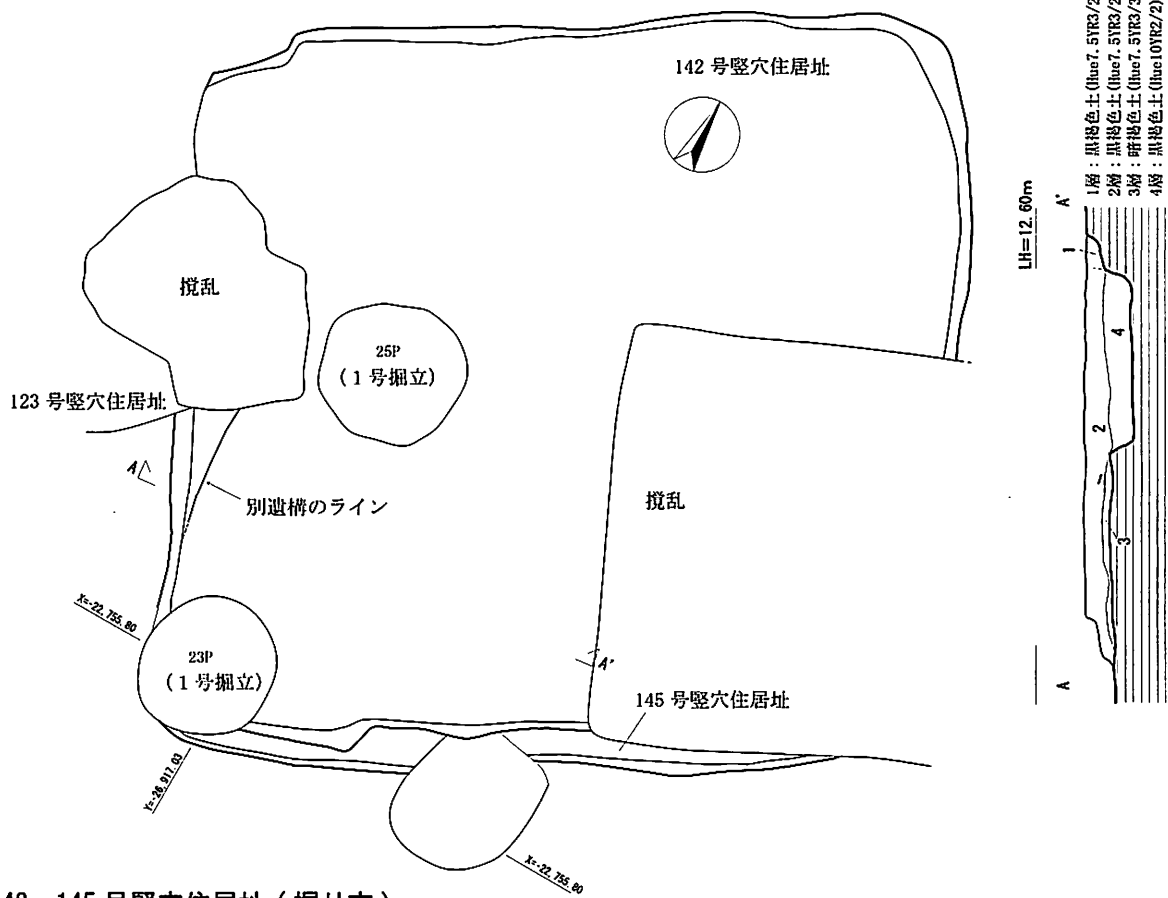 142 号竪穴住居址
撹乱
25P
(1号掘立)
123 号竪穴住居址
A
別遺構のライン
撹乱
X=-22,755.80
23P
(1号掘立)
A'
145 号竪穴住居址
Y=-26,917.03
X=-22,755.80
LH=12.60m
A'
1
4
2
3
A
1層：黒褐色土(Hue7.5YR3/2
2層：黒褐色土(Hue7.5YR3/2
3層：暗褐色土(Hue7.5YR3/3
4層：黒褐色土(Hue10YR2/2)
145 号竪穴住居址(掘り方)